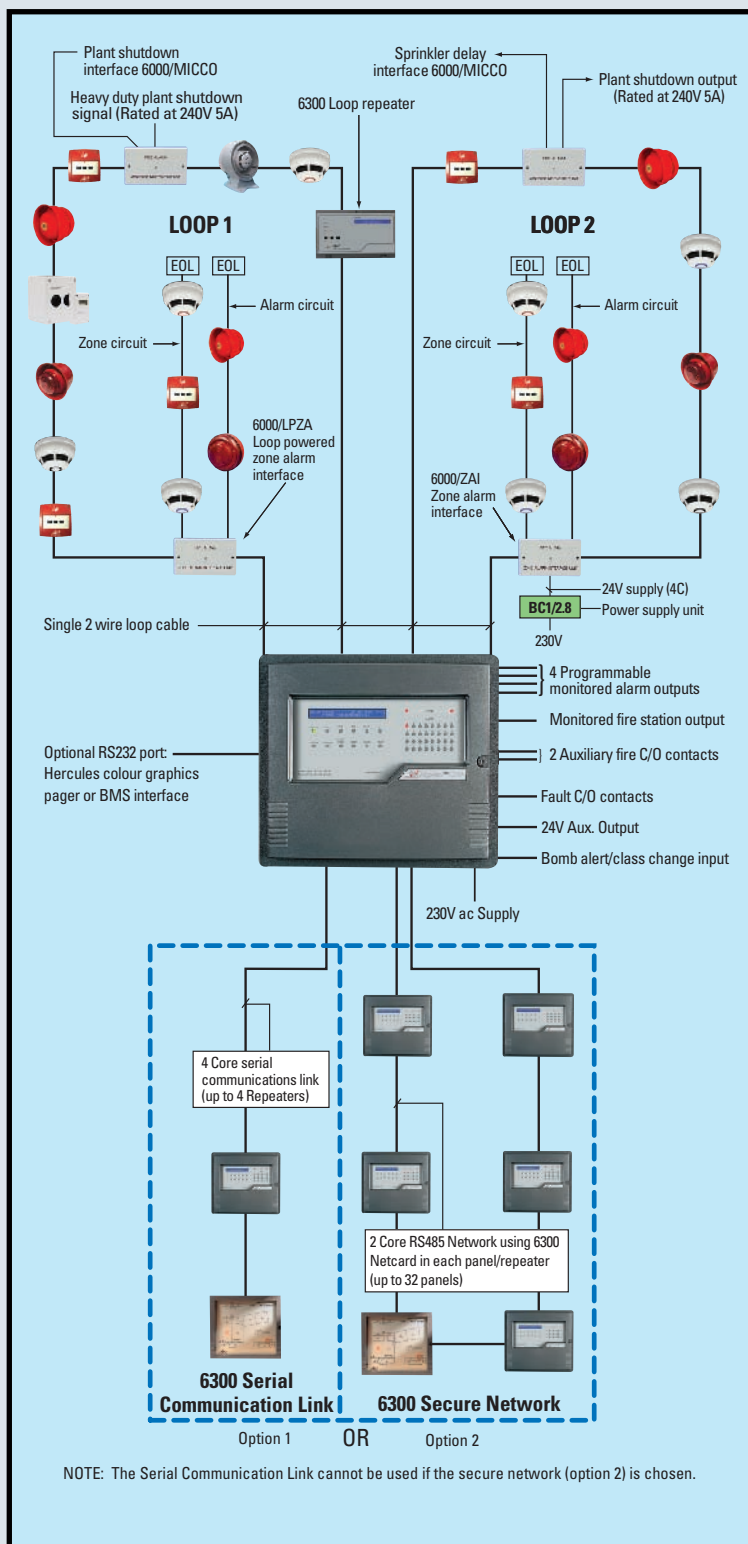 Plant shutdown
interface 6000/MICCO
Heavy duty plant shutdown
signal (Rated at 240V 5A)
6300 Loop repeater
Sprinkler delay
interface 6000/MICCO
Plant shutdown output
(Rated at 240V 5A)
LOOP 1
LOOP 2
EOL
EOL
EOL
EOL
Alarm circuit
Zone circuit
Alarm circuit
Zone circuit
6000/LPZA
Loop powered
zone alarm
interface
6000/ZAI
Zone alarm
interface
24V supply (4C)
BC1/2.8
Power supply unit
230V
Single 2 wire loop cable
4 Programmable
monitored alarm outputs
Monitored fire station output
Optional RS232 port:
Hercules colour graphics
pager or BMS interface
2 Auxiliary fire C/O contacts
Fault C/O contacts
24V Aux. Output
Bomb alert/class change input
230V ac Supply
4 Core serial
communications link
(up to 4 Repeaters)
2 Core RS485 Network using 6300
Netcard in each panel/repeater
(up to 32 panels)
6300 Serial
Communication Link
6300 Secure Network
Option 1
OR
Option 2
NOTE: The Serial Communication Link cannot be used if the secure network (option 2) is chosen.